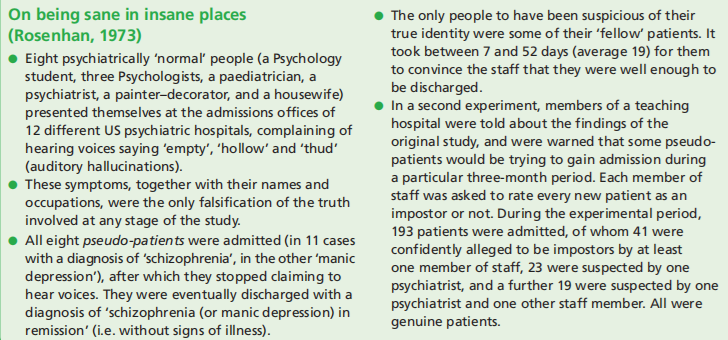 On being sane in insane places
(Rosenhan, 1973)
● Eight psychiatrically ‘normal’ people (a Psychology
student, three Psychologists, a paediatrician, a
psychiatrist, a painter–decorator, and a housewife)
presented themselves at the admissions offices of
12 different US psychiatric hospitals, complaining of
hearing voices saying ‘empty’, ‘hollow’ and ‘thud’
(auditory hallucinations).
● These symptoms, together with their names and
occupations, were the only falsification of the truth
involved at any stage of the study.
● All eight pseudo-patients were admitted (in 11 cases
with a diagnosis of ‘schizophrenia’, in the other ‘manic
depression’), after which they stopped claiming to
hear voices. They were eventually discharged with a
diagnosis of ‘schizophrenia (or manic depression) in
remission’ (i.e. without signs of illness).
● The only people to have been suspicious of their
true identity were some of their ‘fellow’ patients. It
took between 7 and 52 days (average 19) for them
to convince the staff that they were well enough to
be discharged.
● In a second experiment, members of a teaching
hospital were told about the findings of the
original study, and were warned that some pseudo-
patients would be trying to gain admission during
a particular three-month period. Each member of
staff was asked to rate every new patient as an
impostor or not. During the experimental period,
193 patients were admitted, of whom 41 were
confidently alleged to be impostors by at least
one member of staff, 23 were suspected by one
psychiatrist, and a further 19 were suspected by one
psychiatrist and one other staff member. All were
genuine patients.